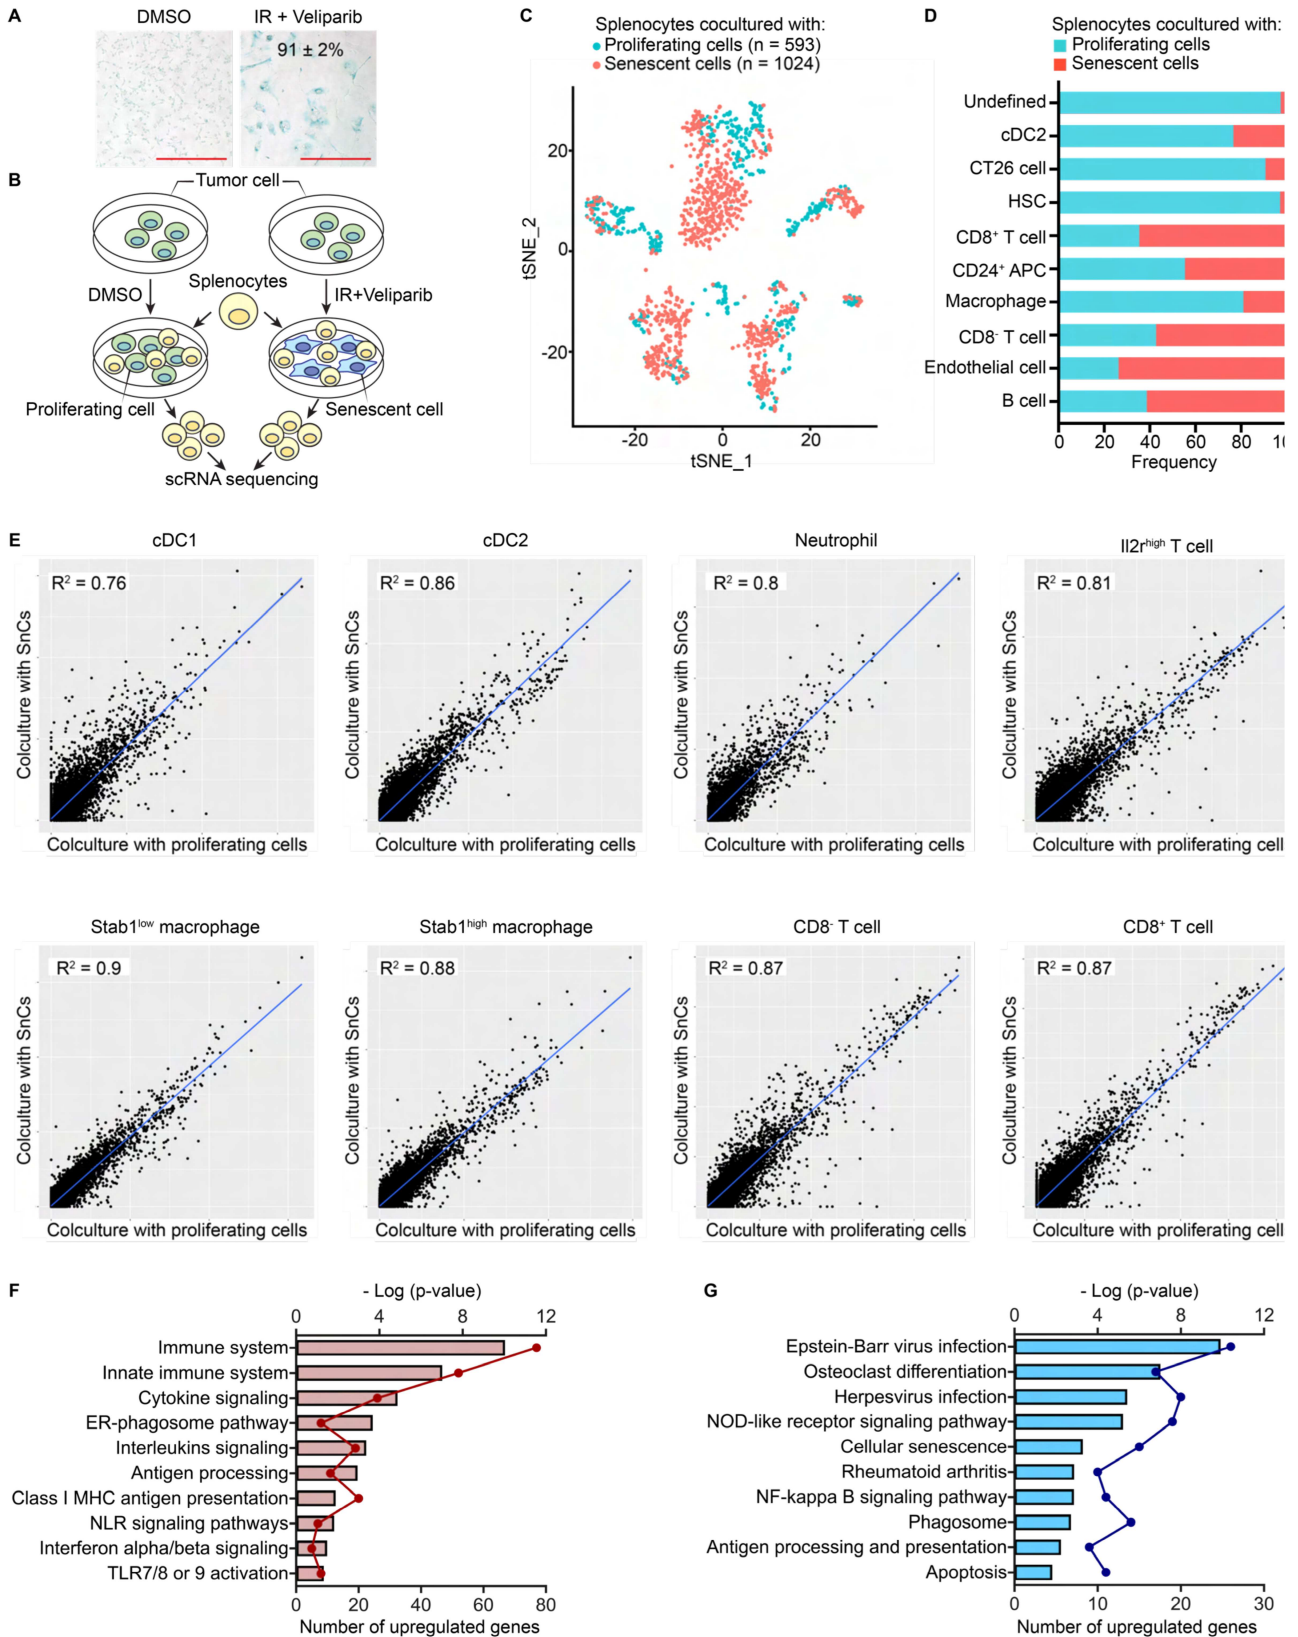 A
DMSO
IR + Veliparib
91 ± 2%
B
Tumor cell
Splenocytes
DMSO
IR+Veliparib
Proliferating cell
Senescent cell
scRNA sequencing
C
Splenocytes cocultured with:
Proliferating cells (n = 593)
Senescent cells (n = 1024)
tSNE_2
20
0
-20
-20
0
20
tSNE_1
D
Splenocytes cocultured with:
Proliferating cells
Senescent cells
Undefined
cDC2
CT26 cell
HSC
CD8⁺ T cell
CD24⁺ APC
Macrophage
CD8⁻ T cell
Endothelial cell
B cell
0 20 40 60 80 10
Frequency
E
cDC1
R² = 0.76
Colculture with SnCs
Colculture with proliferating cells
cDC2
R² = 0.86
Colculture with SnCs
Colculture with proliferating cells
Neutrophil
R² = 0.8
Colculture with SnCs
Colculture with proliferating cells
Il2rʰⁱᵍʰ T cell
R² = 0.81
Colculture with SnCs
Colculture with proliferating cell
Stab1ˡᵒʷ macrophage
R² = 0.9
Colculture with SnCs
Colculture with proliferating cells
Stab1ʰⁱᵍʰ macrophage
R² = 0.88
Colculture with SnCs
Colculture with proliferating cells
CD8⁻ T cell
R² = 0.87
Colculture with SnCs
Colculture with proliferating cells
CD8⁺ T cell
R² = 0.87
Colculture with SnCs
Colculture with proliferating cell
F
- Log (p-value)
0 4 8 12
Immune system
Innate immune system
Cytokine signaling
ER-phagosome pathway
Interleukins signaling
Antigen processing
Class I MHC antigen presentation
NLR signaling pathways
Interferon alpha/beta signaling
TLR7/8 or 9 activation
0 20 40 60 80
Number of upregulated genes
G
- Log (p-value)
0 4 8 12
Epstein-Barr virus infection
Osteoclast differentiation
Herpesvirus infection
NOD-like receptor signaling pathway
Cellular senescence
Rheumatoid arthritis
NF-kappa B signaling pathway
Phagosome
Antigen processing and presentation
Apoptosis
0 10 20 30
Number of upregulated genes